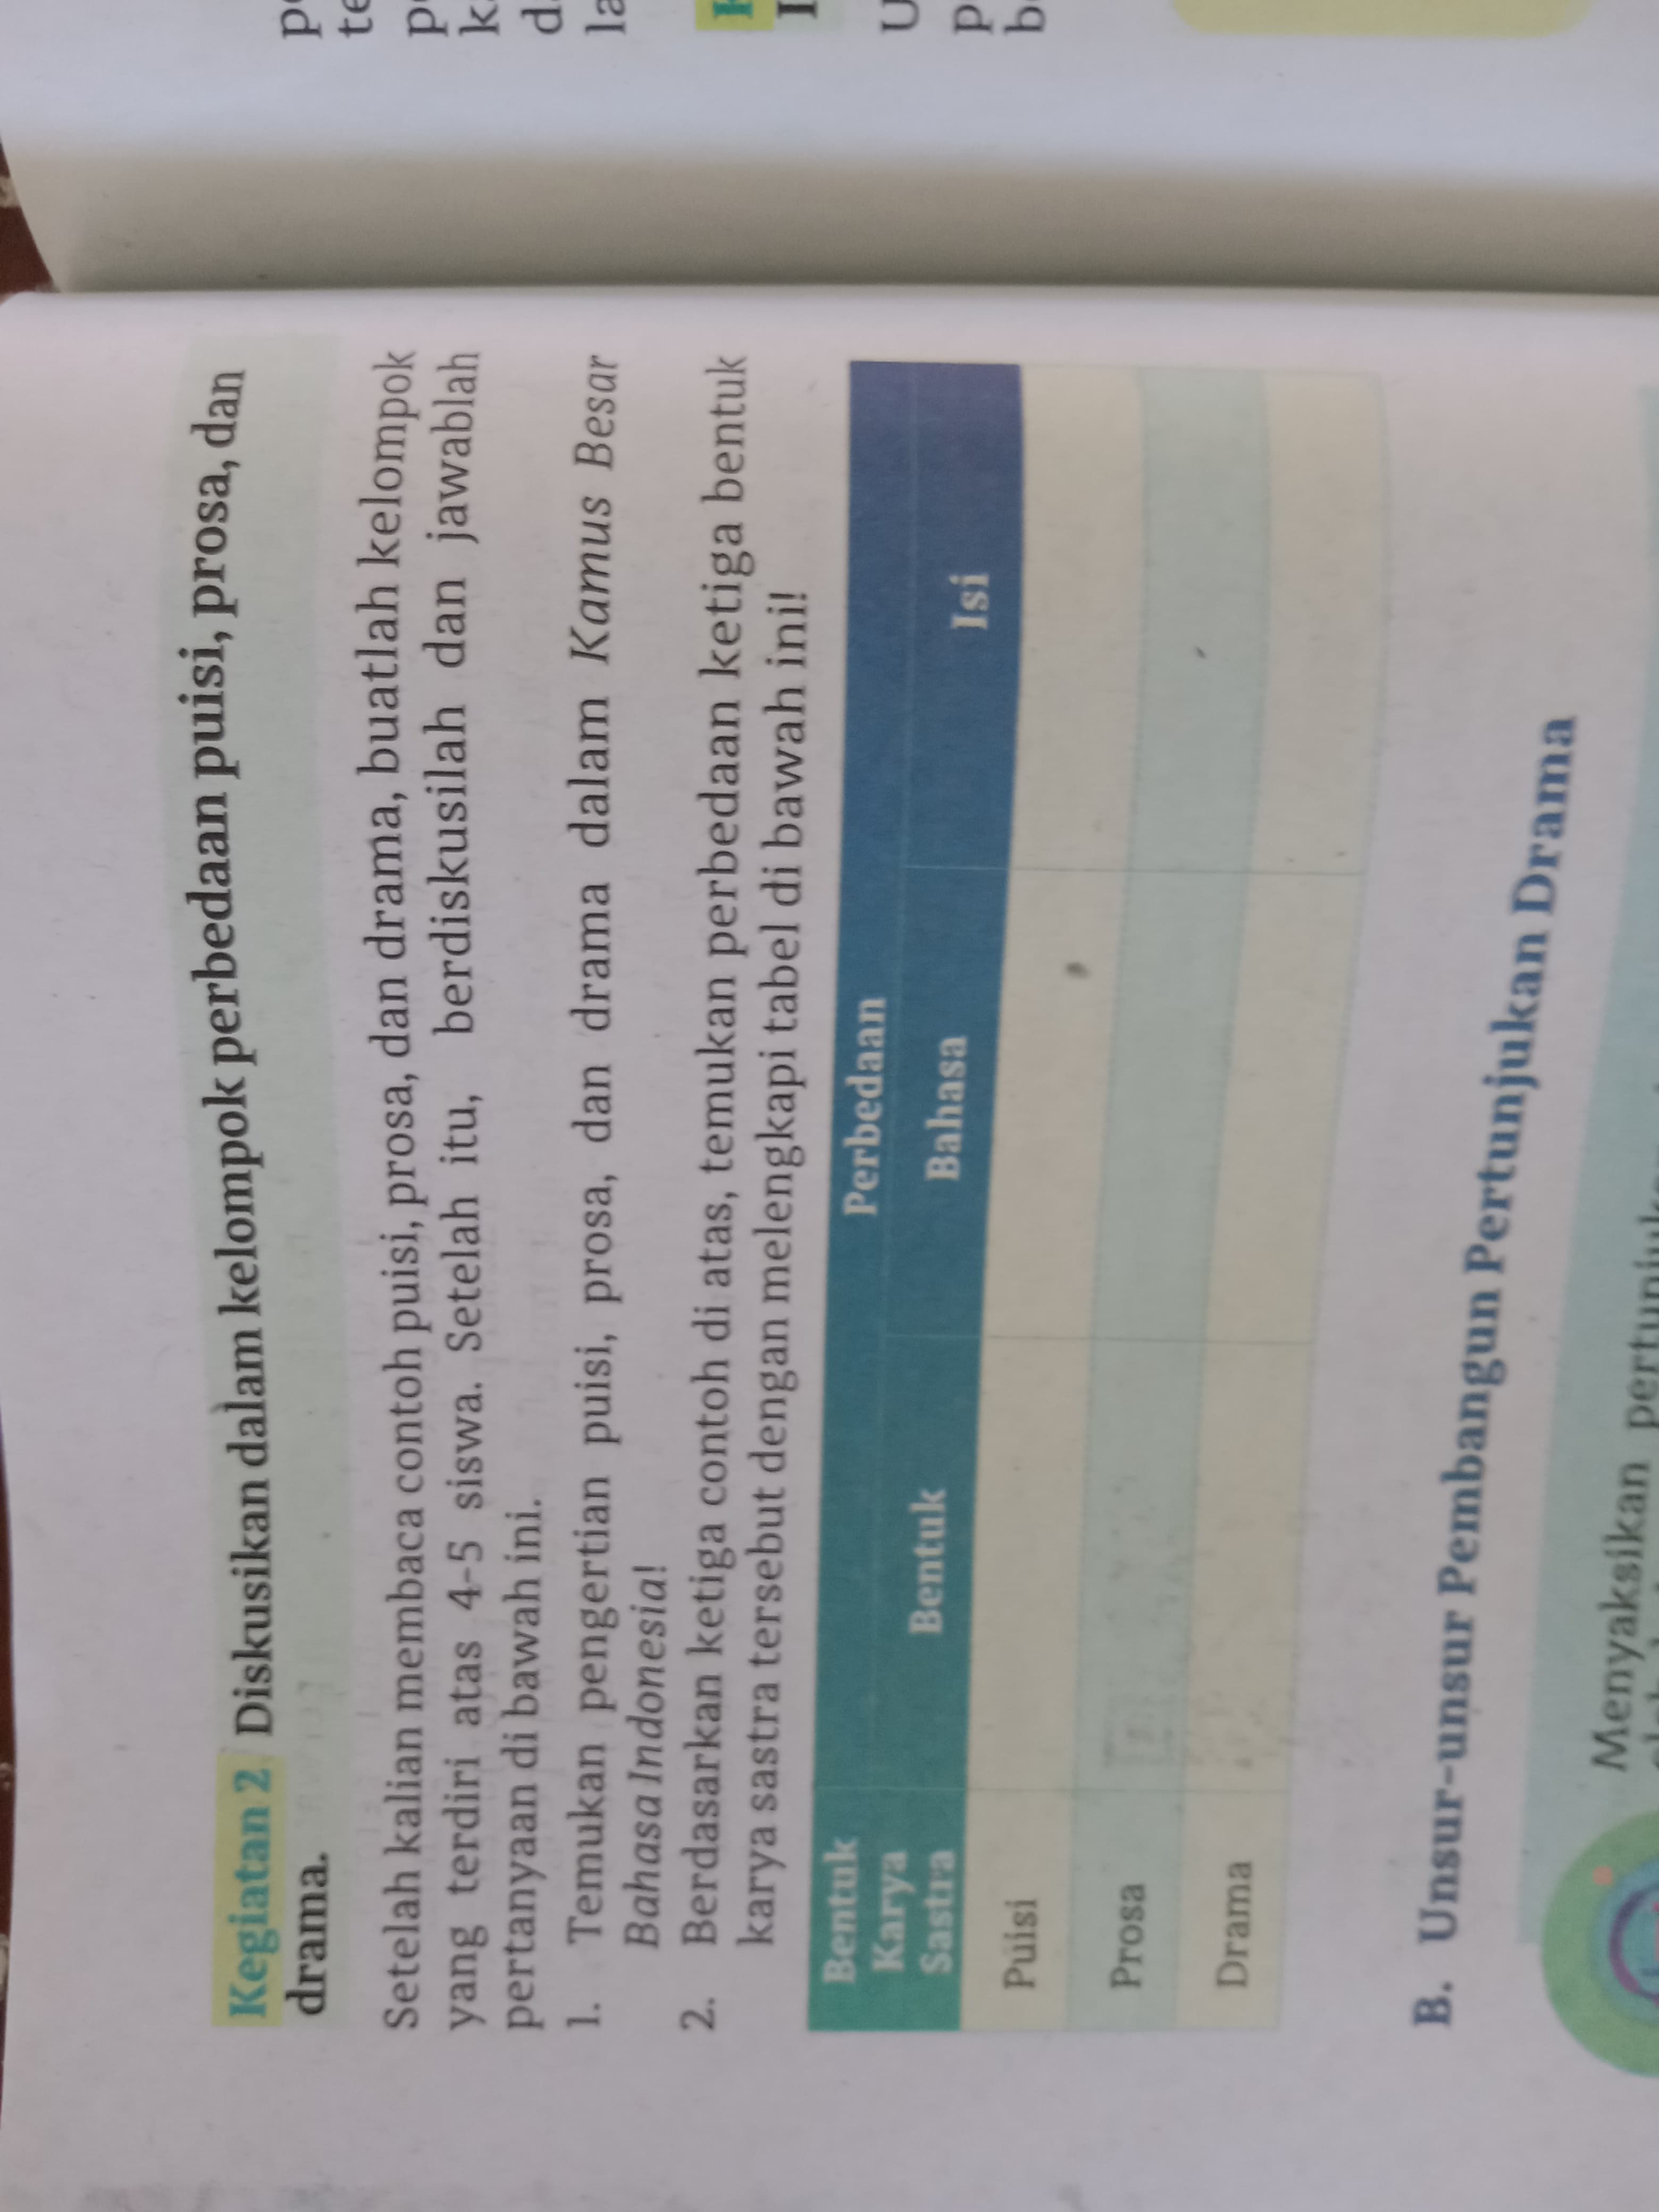 Kegiatan 2 Diskusikan dalam kelompok perbedaan puisi, prosa, dan
drama.
Setelah kalian membaca contoh puisi, prosa, dan drama, buatlah kelompok
yang terdiri atas 4-5 siswa. Setelah itu, berdiskusilah dan jawablah
pertanyaan di bawah ini.
1. Temukan pengertian puisi, prosa, dan drama dalam Kamus Besar
Bahasa Indonesia!
2. Berdasarkan ketiga contoh di atas, temukan perbedaan ketiga bentuk
karya sastra tersebut dengan melengkapi tabel di bawah ini!
Bentuk
Karya
Sastra
Perbedaan
Bentuk
Bahasa
Isi
Puisi
Prosa
Drama
B. Unsur-unsur Pembangun Pertunjukan Drama
Menyaksikan